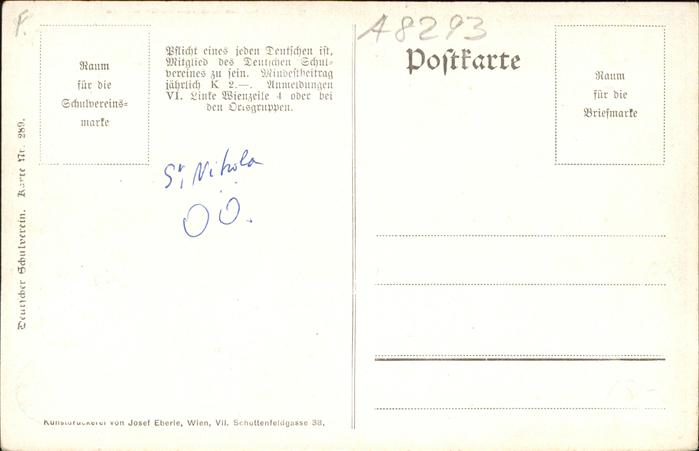 F.
A8293
Raum
für die
Schulvereins-
marke
Pflicht eines jeden Deutschen ist,
Mitglied des Deutschen Schul-
vereines zu sein. Mindestbeitrag
jährlich K 2.—. Anmeldungen
VI. Linke Wienzeile 4 oder bei
den Ortsgruppen.
Postkarte
Raum
für die
Briefmarke
St. Nikola
OÖ.
Deutscher Schulverein. Karte Nr. 289.
Kunstdruckerei von Josef Eberle, Wien, VII. Schottenfeldgasse 38.